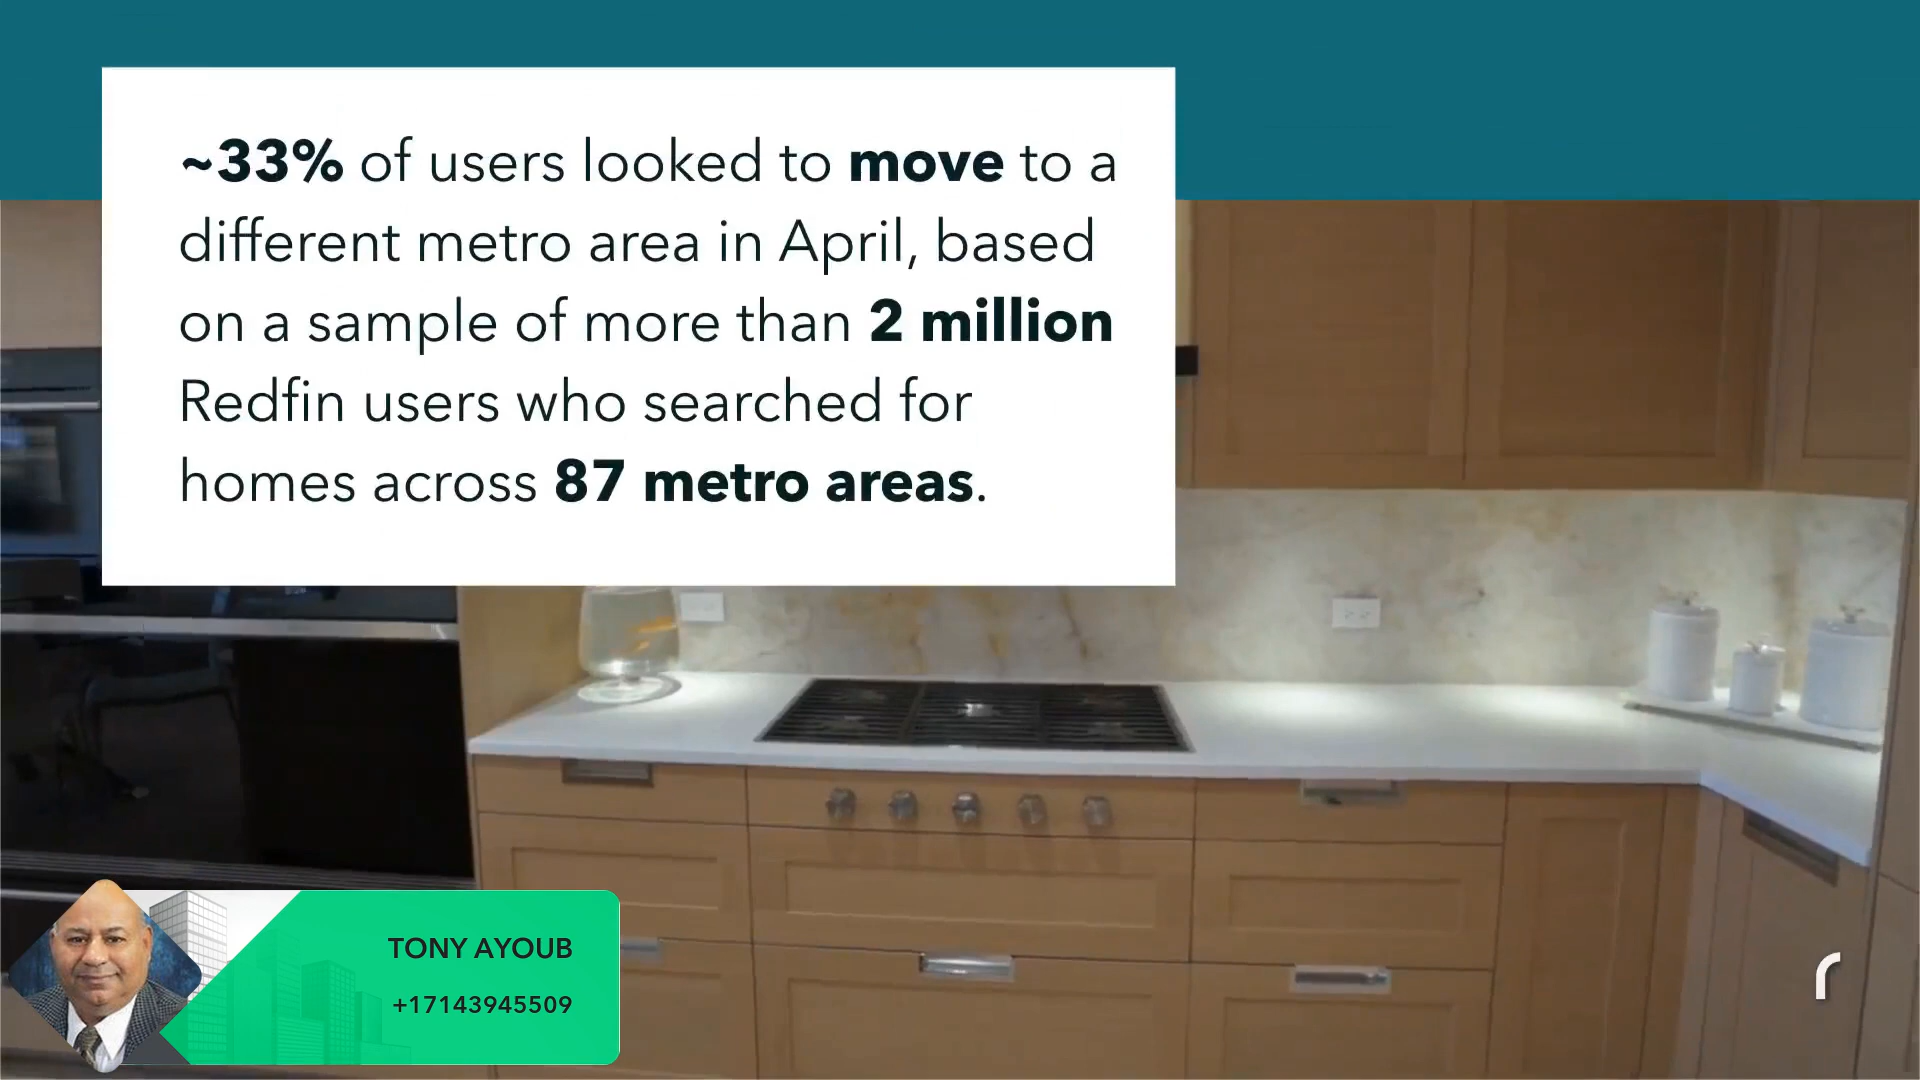 ~33% of users looked to move to a
different metro area in April, based
on a sample of more than 2 million
Redfin users who searched for
homes across 87 metro areas.
TONY AYOUB
+17143945509